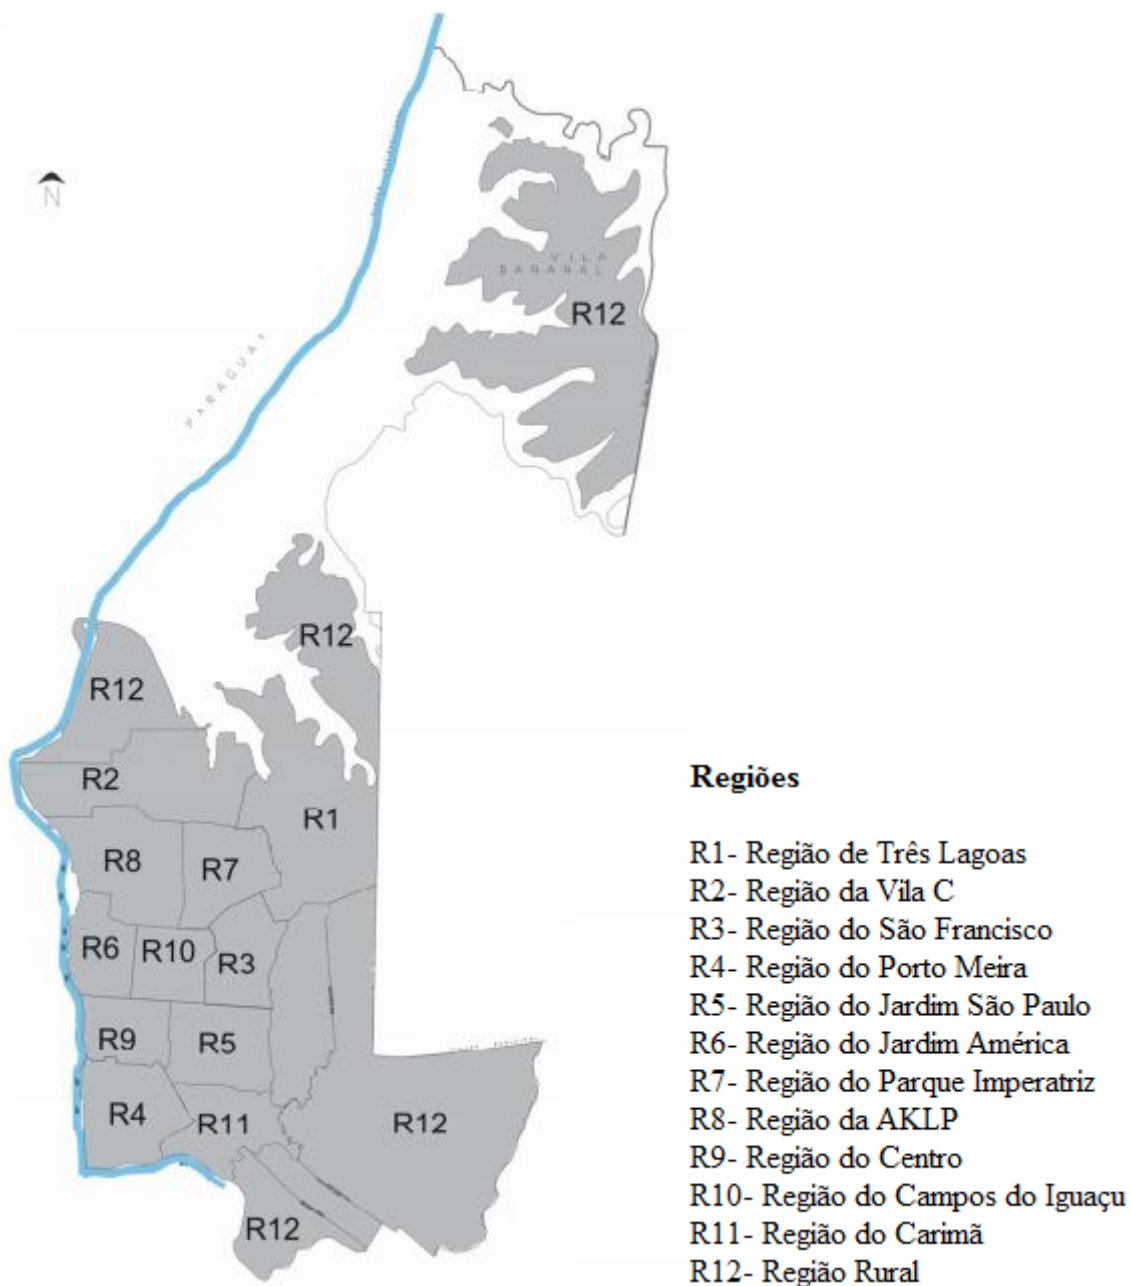 N
VILA
BANANAL
R12
PARAGUAY
R12
R12
R2
R1
R8
R7
R6
R10
R3
R9
R5
R4
R11
R12
R12
Regiões
R1- Região de Três Lagoas
R2- Região da Vila C
R3- Região do São Francisco
R4- Região do Porto Meira
R5- Região do Jardim São Paulo
R6- Região do Jardim América
R7- Região do Parque Imperatriz
R8- Região da AKLP
R9- Região do Centro
R10- Região do Campos do Iguaçu
R11- Região do Carimã
R12- Região Rural